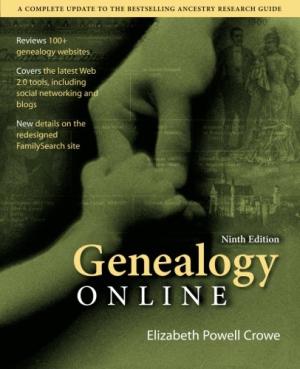 A COMPLETE UPDATE TO THE BESTSELLING ANCESTRY RESEARCH GUIDE
Reviews 100+
genealogy websites
Covers the latest Web
2.0 tools, including
social networking and
blogs
New details on the
redesigned
FamilySearch site
Ninth Edition
Genealogy
ONLINE
Elizabeth Powell Crowe